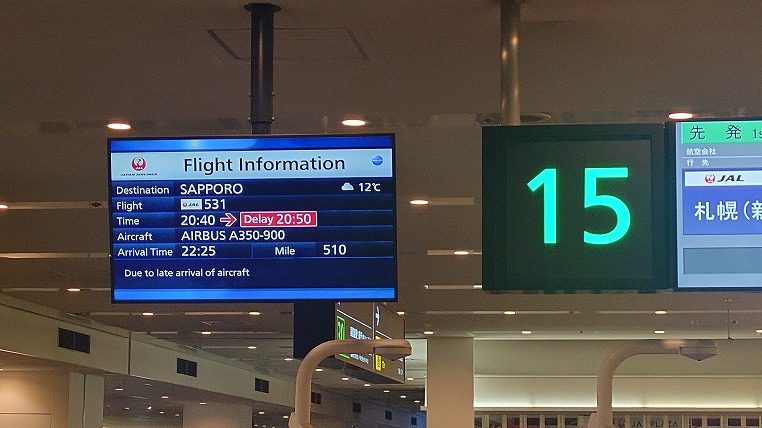 JAPAN AIRLINES
Flight Information
Destination SAPPORO 12℃
Flight JAL 531
Time 20:40 Delay 20:50
Aircraft AIRBUS A350-900
Arrival Time 22:25 Mile 510
Due to late arrival of aircraft
15
先発
航空会社
行先
JAL
札幌(新